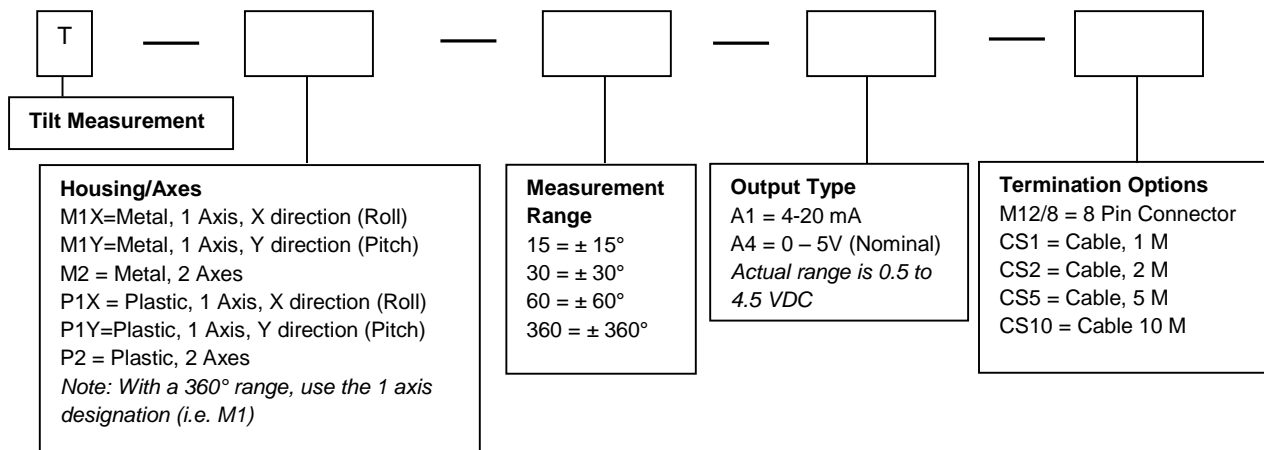 T
Tilt Measurement
Housing/Axes
M1X=Metal, 1 Axis, X direction (Roll)
M1Y=Metal, 1 Axis, Y direction (Pitch)
M2 = Metal, 2 Axes
P1X = Plastic, 1 Axis, X direction (Roll)
P1Y=Plastic, 1 Axis, Y direction (Pitch)
P2 = Plastic, 2 Axes
Note: With a 360° range, use the 1 axis
designation (i.e. M1)
Measurement
Range
15 = ± 15°
30 = ± 30°
60 = ± 60°
360 = ± 360°
Output Type
A1 = 4-20 mA
A4 = 0 – 5V (Nominal)
Actual range is 0.5 to
4.5 VDC
Termination Options
M12/8 = 8 Pin Connector
CS1 = Cable, 1 M
CS2 = Cable, 2 M
CS5 = Cable, 5 M
CS10 = Cable 10 M